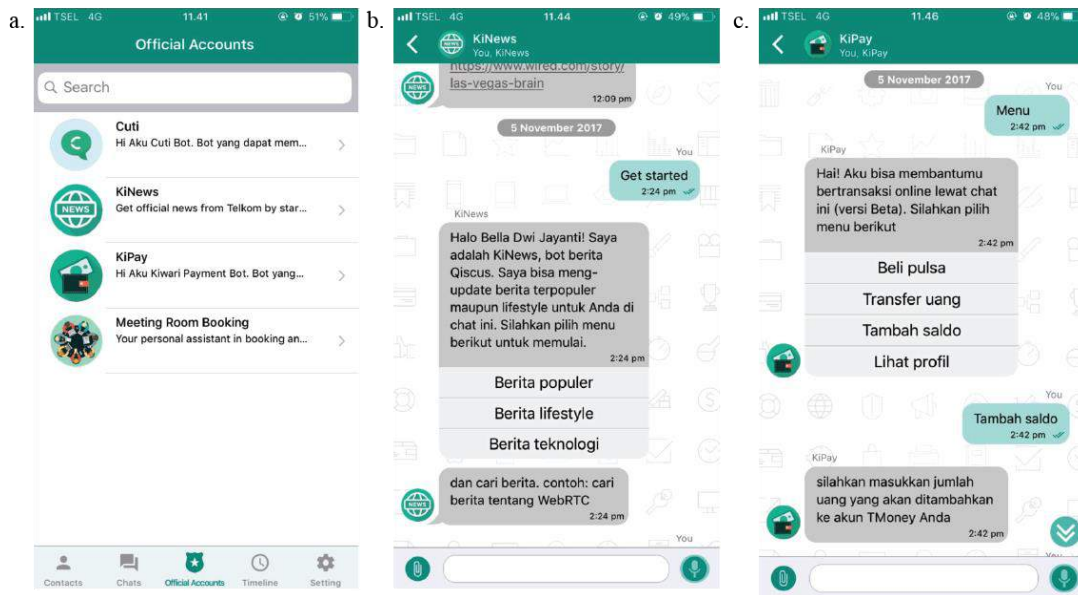 a.
TSEL 4G 11.41 51%
Official Accounts
Search
Cuti
Hi Aku Cuti Bot. Bot yang dapat mem...
KiNews
Get official news from Telkom by star...
KiPay
Hi Aku Kiwari Payment Bot. Bot yang...
Meeting Room Booking
Your personal assistant in booking an...
Contacts
Chats
Official Accounts
Timeline
Setting
b.
TSEL 4G 11.44 49%
KiNews
You, KiNews
https://www.wired.com/story/
las-vegas-brain
12:09 pm
NEWS
5 November 2017
You
Get started
2:24 pm
KiNews
Halo Bella Dwi Jayanti! Saya
adalah KiNews, bot berita
Qiscus. Saya bisa meng-
update berita terpopuler
maupun lifestyle untuk Anda di
chat ini. Silahkan pilih menu
berikut untuk memulai.
2:24 pm
Berita populer
Berita lifestyle
Berita teknologi
dan cari berita. contoh: cari
berita tentang WebRTC
2:24 pm
NEWS
You
c.
TSEL 4G 11.46 48%
KiPay
You, KiPay
5 November 2017
You
Menu
2:42 pm
KiPay
Hai! Aku bisa membantumu
bertransaksi online lewat chat
ini (versi Beta). Silahkan pilih
menu berikut
2:42 pm
Beli pulsa
Transfer uang
Tambah saldo
Lihat profil
You
Tambah saldo
2:42 pm
KiPay
silahkan masukkan jumlah
uang yang akan ditambahkan
ke akun TMoney Anda
2:42 pm
You